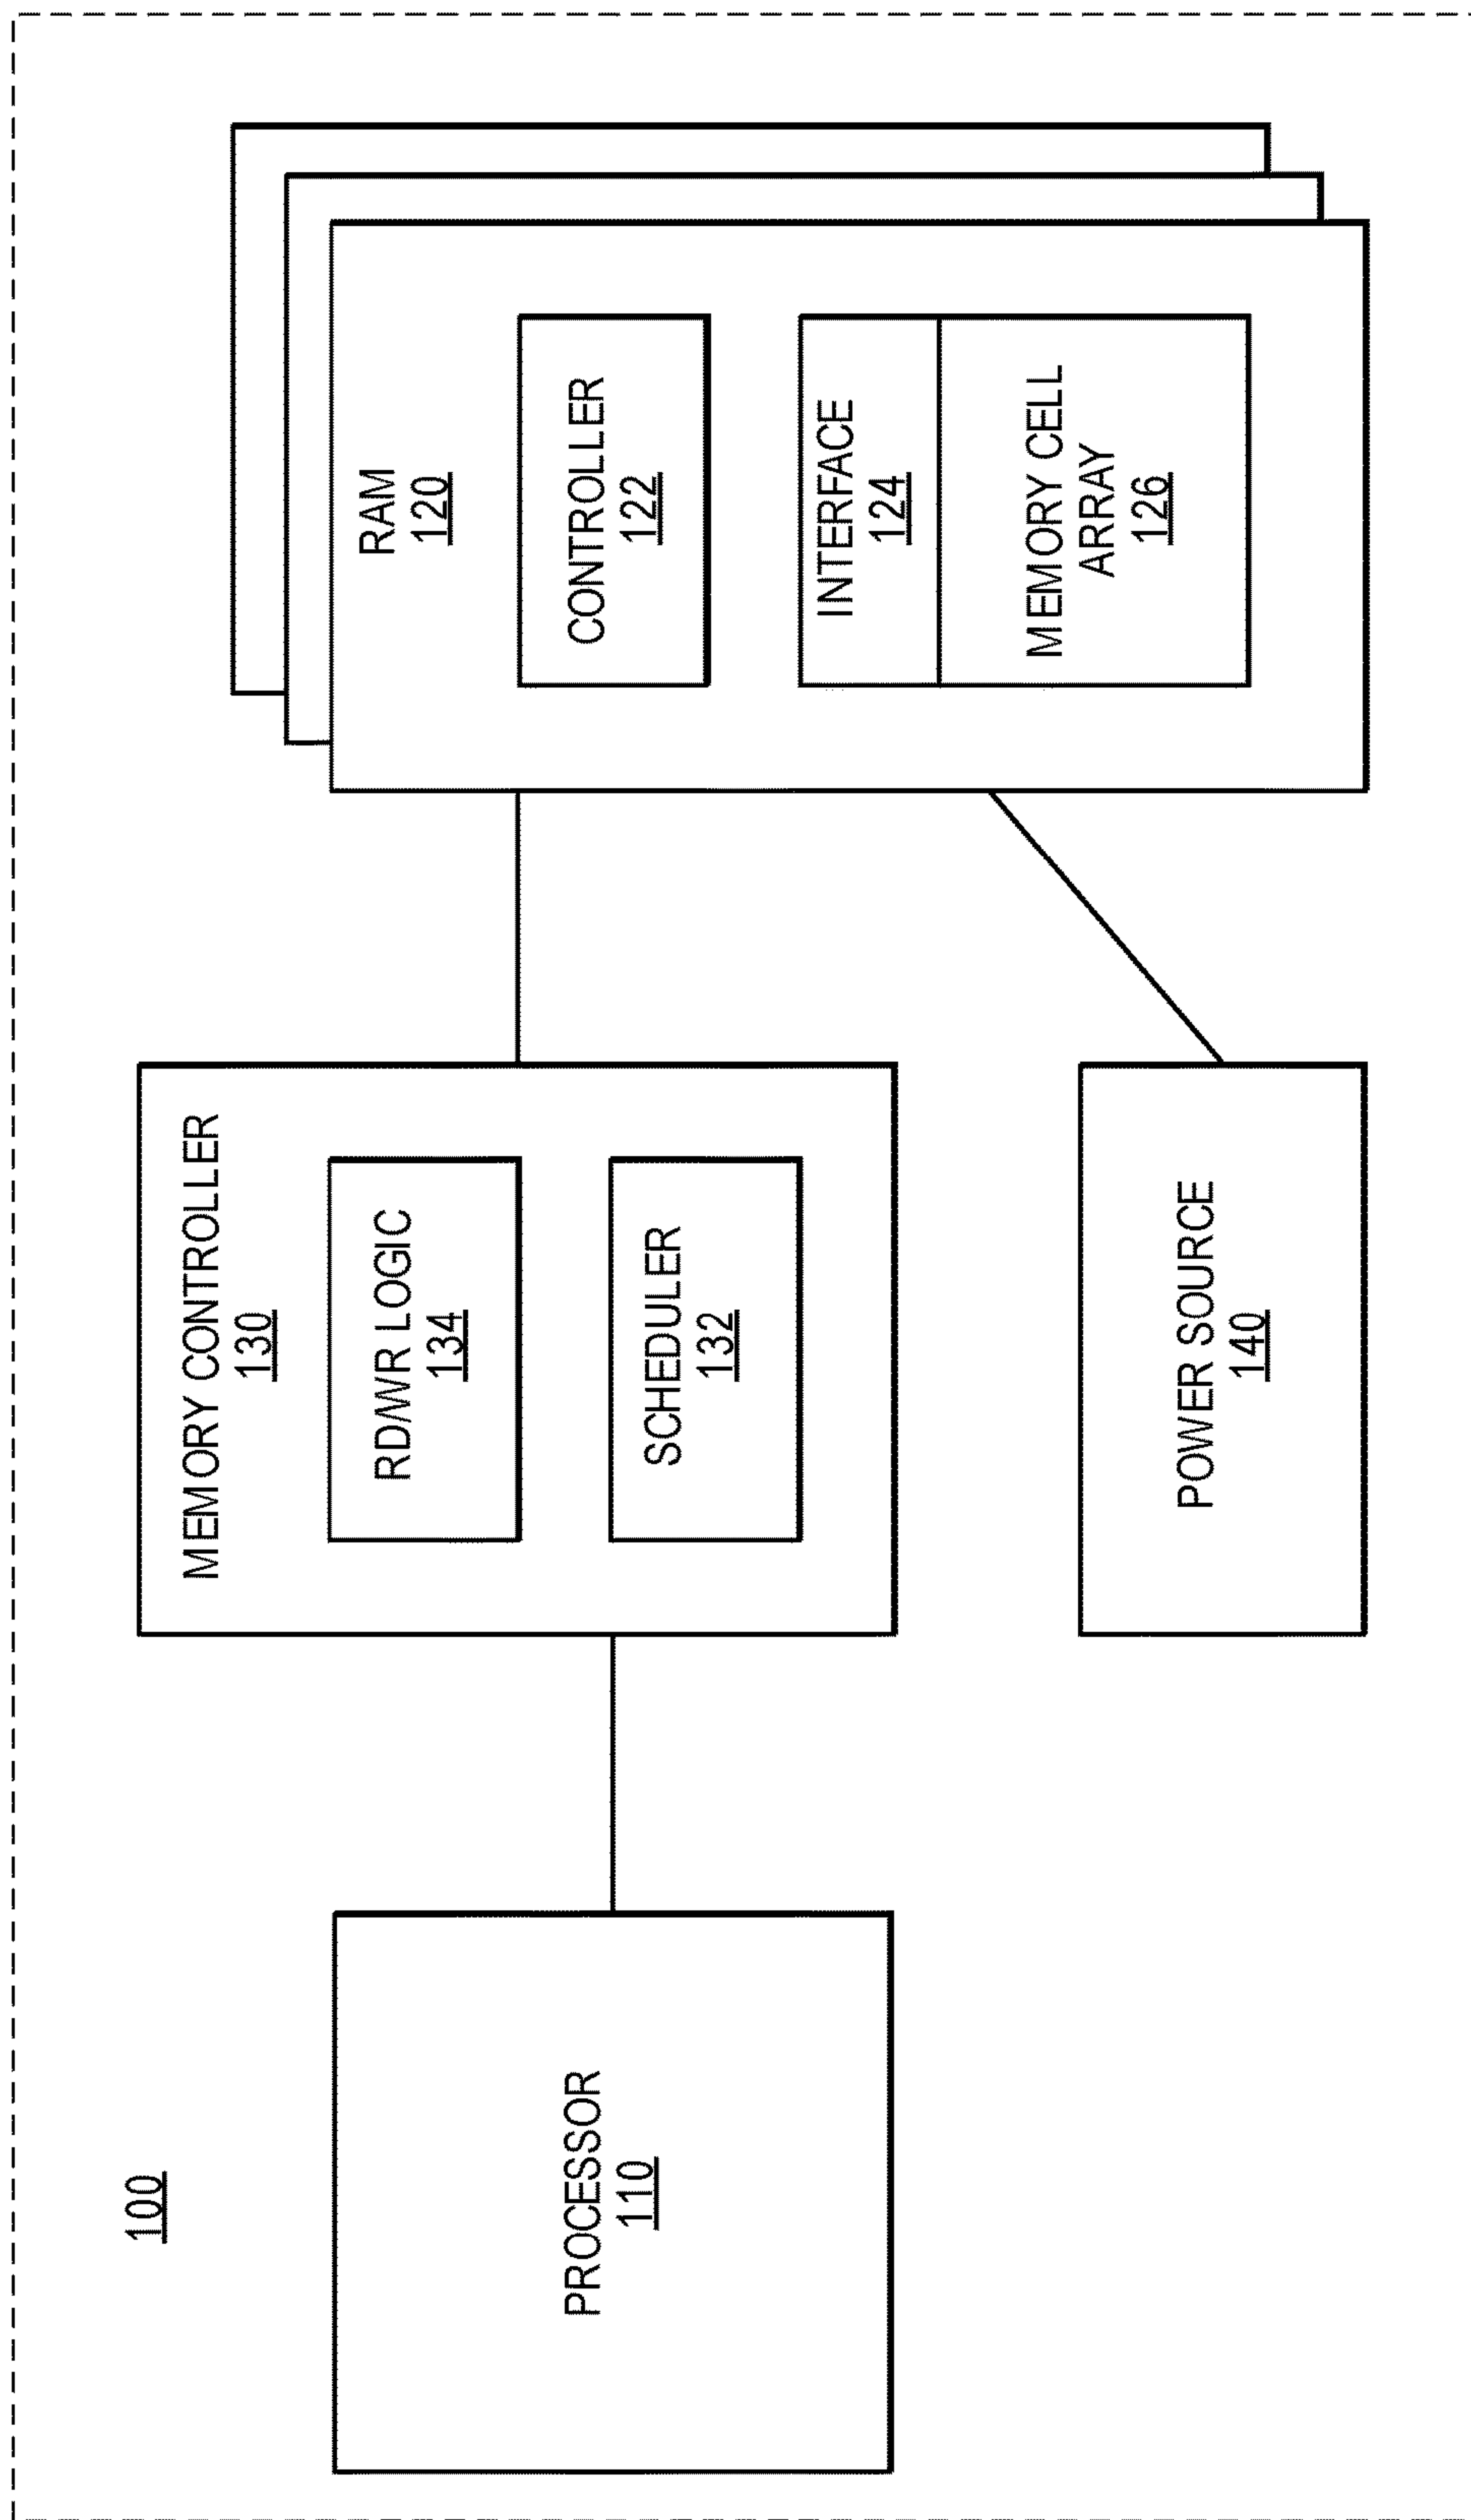 100
PROCESSOR
110
MEMORY CONTROLLER
130
RD/WR LOGIC
134
SCHEDULER
132
POWER SOURCE
140
RAM
120
CONTROLLER
122
INTERFACE
124
MEMORY CELL
ARRAY
126